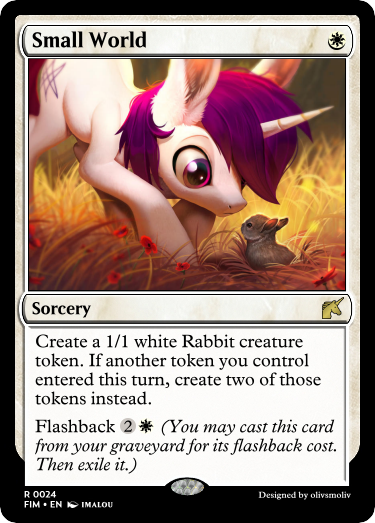 Small World
Sorcery
Create a 1/1 white Rabbit creature
token. If another token you control
entered this turn, create two of those
tokens instead.
Flashback 2 (You may cast this card
from your graveyard for its flashback cost.
Then exile it.)
R 0024
FIM • EN IMALOU
Designed by olivsmoliv